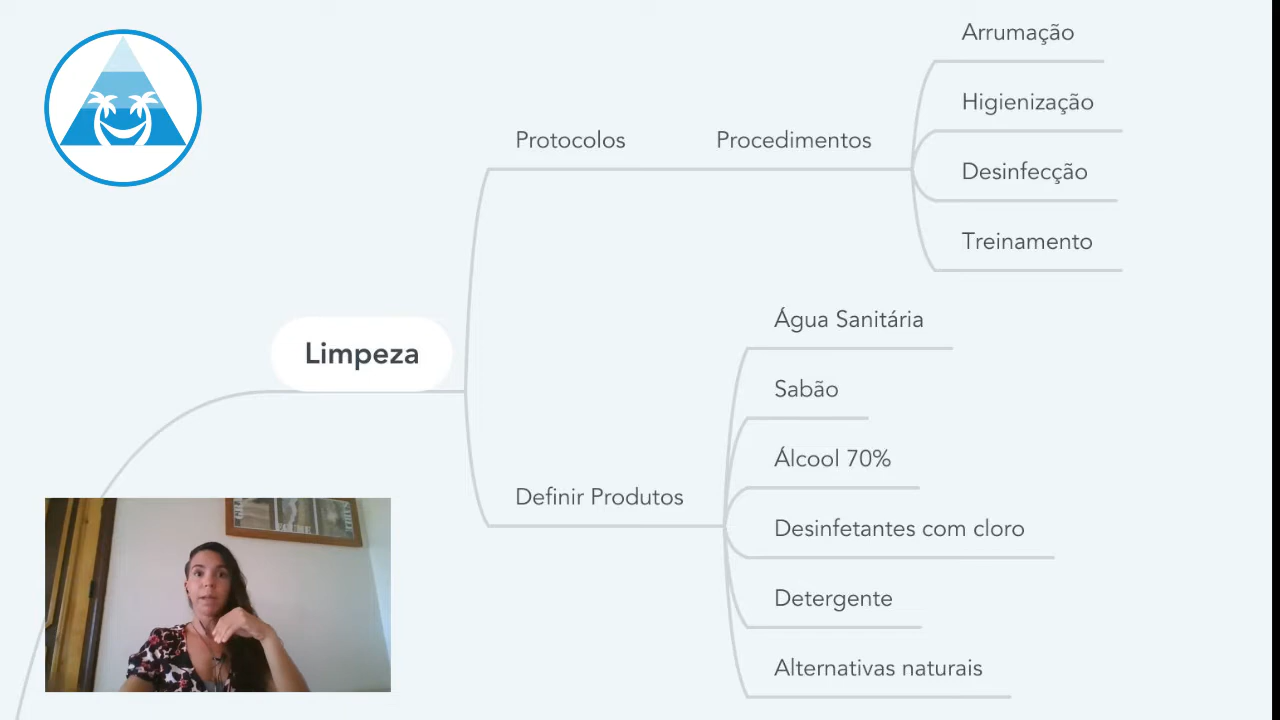 Arrumação
Higienização
Protocolos
Procedimentos
Desinfecção
Treinamento
Limpeza
Água Sanitária
Sabão
Álcool 70%
Definir Produtos
Desinfetantes com cloro
Detergente
Alternativas naturais